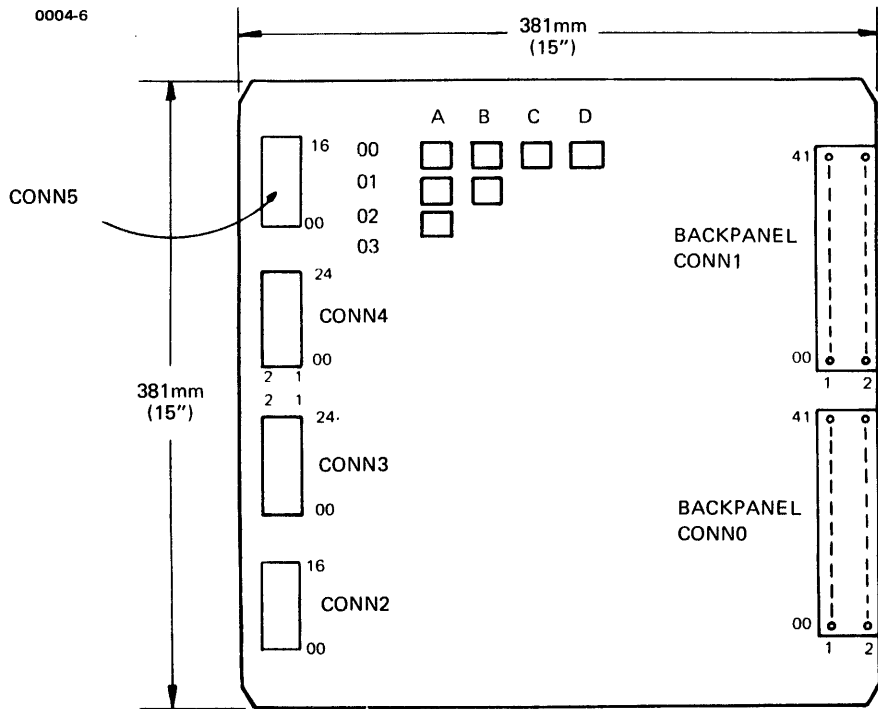 0004-6
381mm
(15")
A B C D
16 00
41
01
CONN5
02
00
03
BACKPANEL
CONN1
24
CONN4
00
00
2 1
1 2
2 1
381mm
(15")
24.
41
CONN3
BACKPANEL
CONN0
00
16
CONN2
00
00
1 2